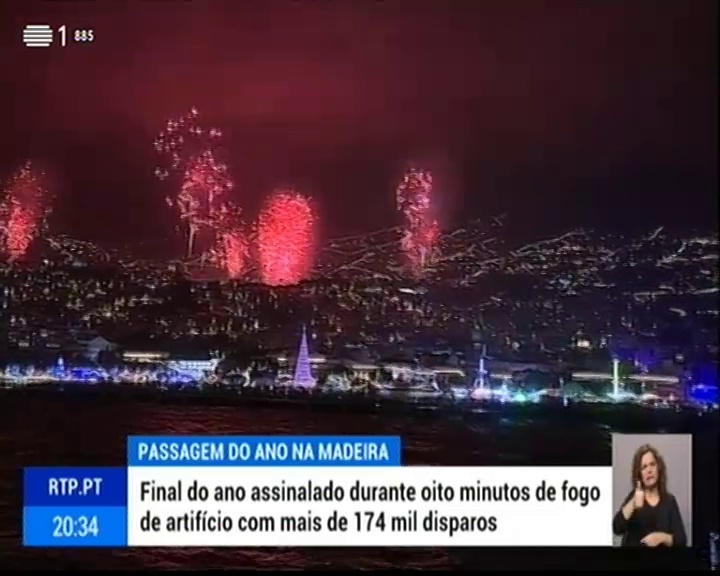 1 885
PASSAGEM DO ANO NA MADEIRA
RTP.PT
20:34
Final do ano assinalado durante oito minutos de fogo
de artifício com mais de 174 mil disparos